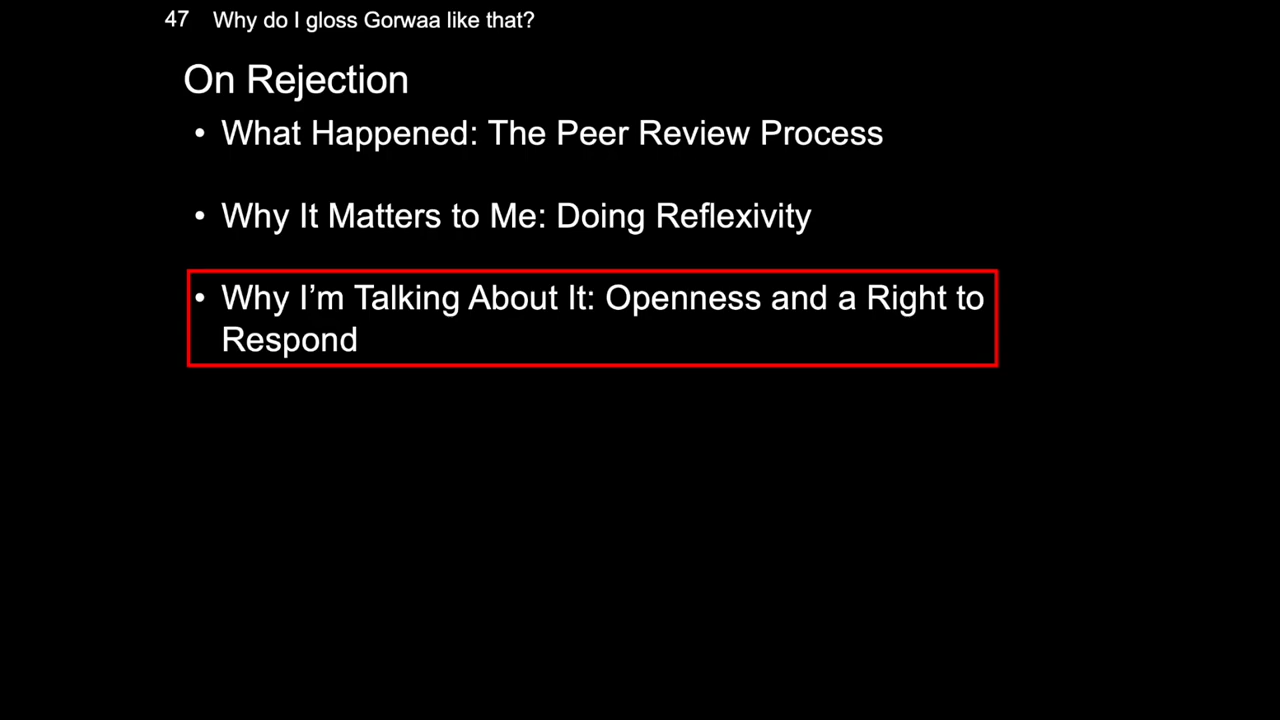 47 Why do I gloss Gorwaa like that?
On Rejection
• What Happened: The Peer Review Process
• Why It Matters to Me: Doing Reflexivity
• Why I’m Talking About It: Openness and a Right to
Respond